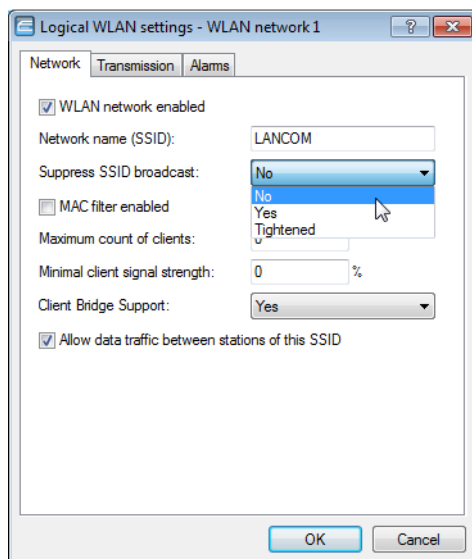 Logical WLAN settings - WLAN network 1
Network Transmission Alarms
WLAN network enabled
Network name (SSID): LANCOM
Suppress SSID broadcast: No
No
Yes
MAC filter enabled
Tightened
Maximum count of clients: 0
Minimal client signal strength: 0 %
Client Bridge Support: Yes
Allow data traffic between stations of this SSID
OK Cancel